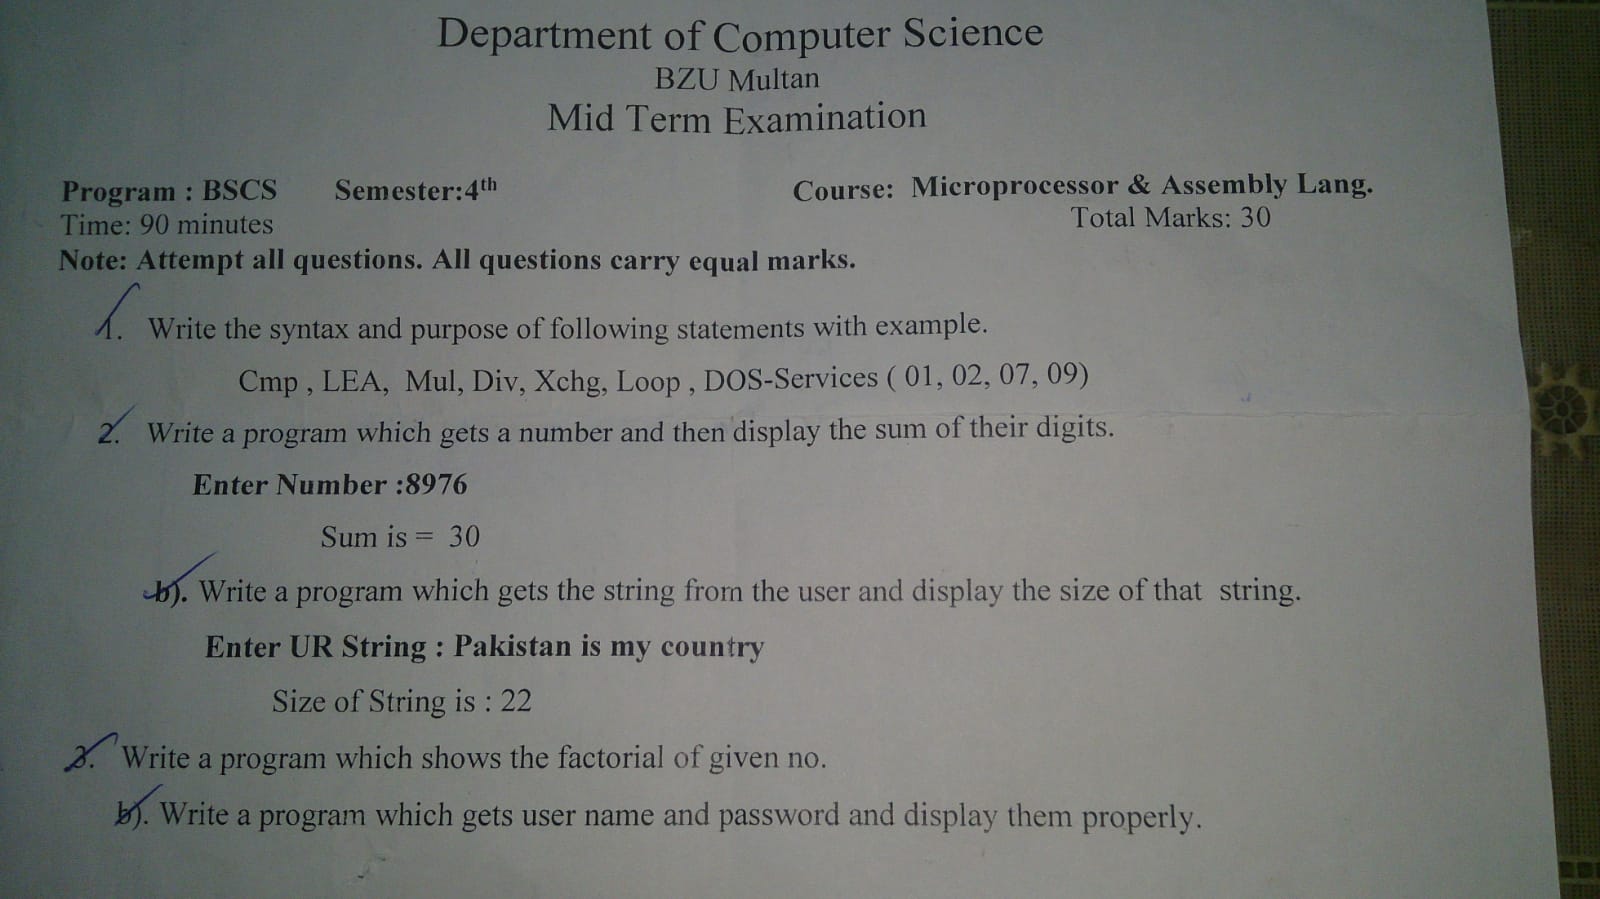 Department of Computer Science
BZU Multan
Mid Term Examination
Program : BSCS Semester:4th Course: Microprocessor & Assembly Lang.
Time: 90 minutes Total Marks: 30
Note: Attempt all questions. All questions carry equal marks.
1. Write the syntax and purpose of following statements with example.
Cmp , LEA, Mul, Div, Xchg, Loop , DOS-Services ( 01, 02, 07, 09)
2. Write a program which gets a number and then display the sum of their digits.
Enter Number :8976
Sum is = 30
b). Write a program which gets the string from the user and display the size of that string.
Enter UR String : Pakistan is my country
Size of String is : 22
3. Write a program which shows the factorial of given no.
b). Write a program which gets user name and password and display them properly.